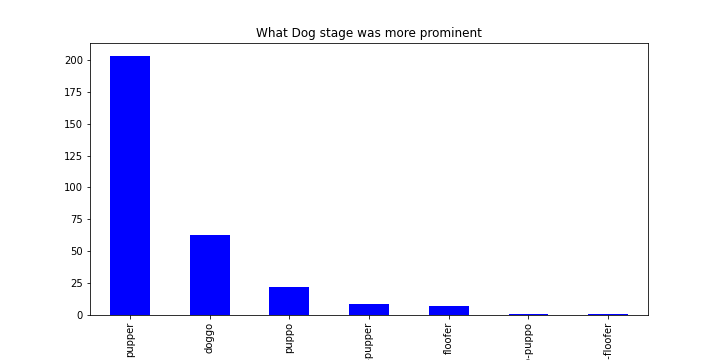 What Dog stage was more prominent
200
175
150
125
100
75
50
25
0
pupper
doggo
puppo
pupper
floofer
-puppo
-floofer